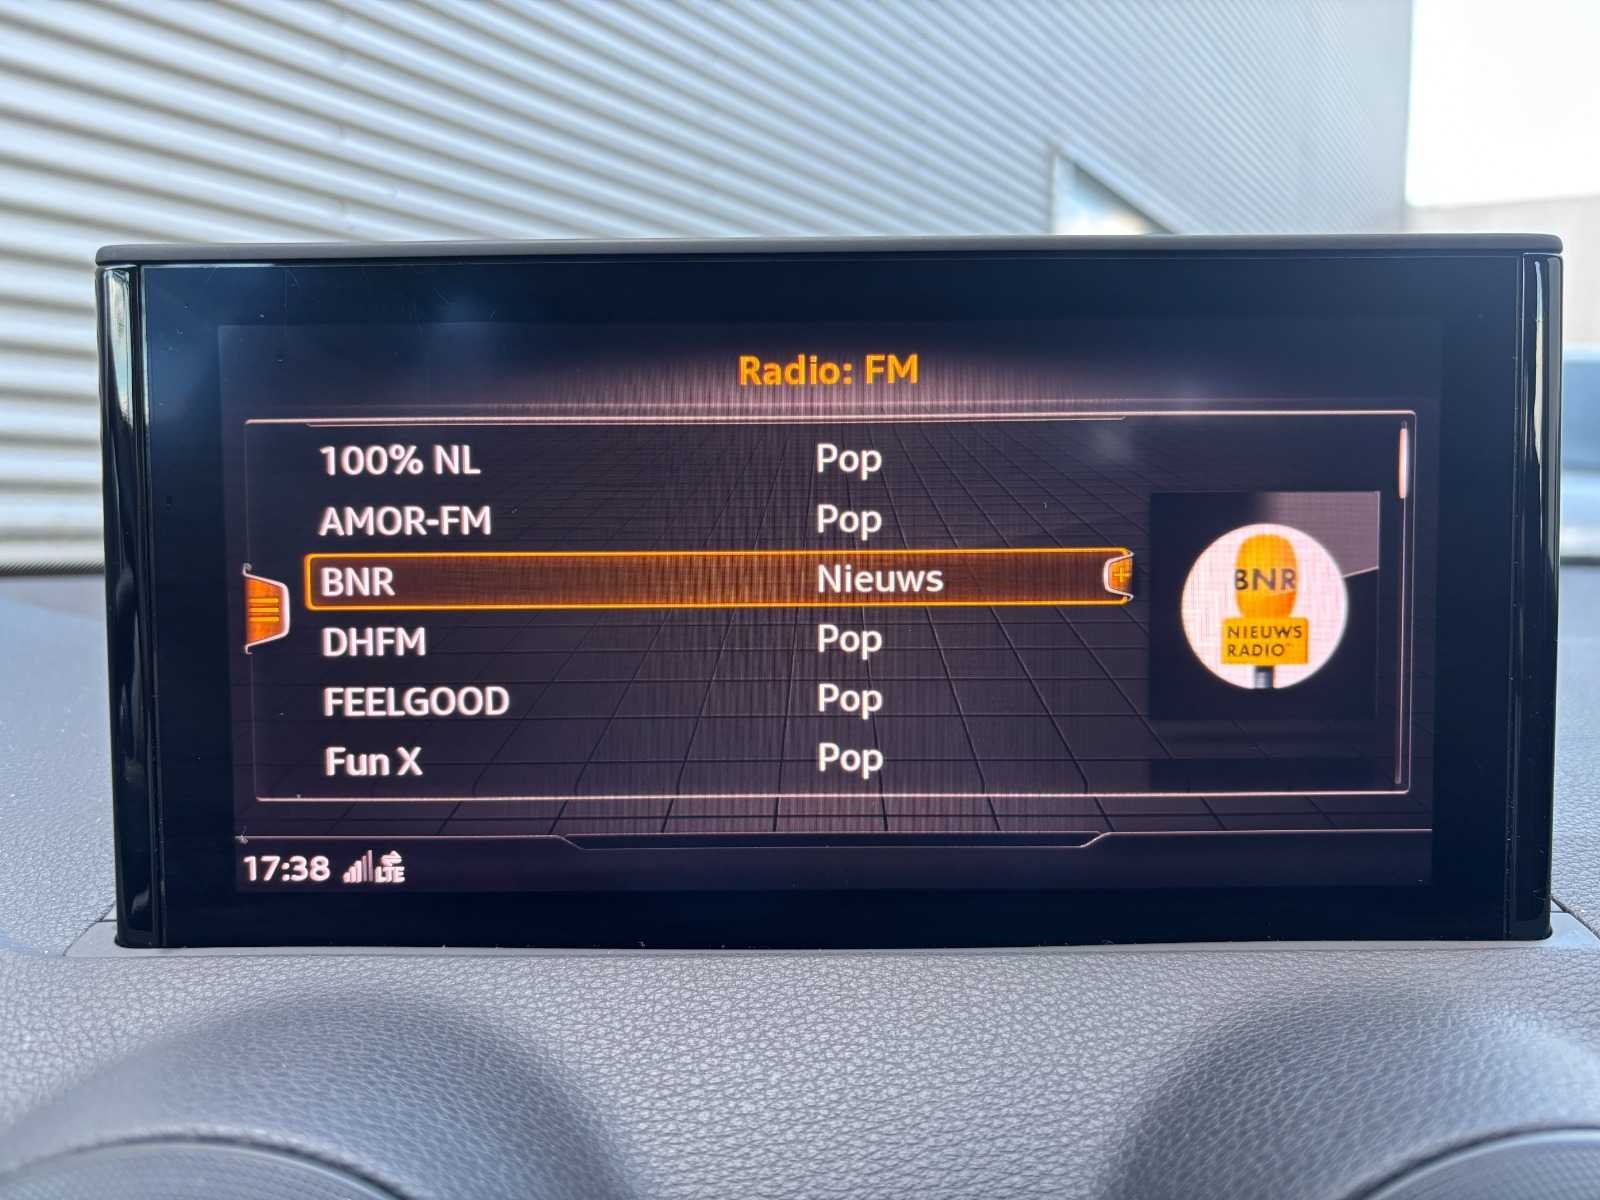 Radio: FM
100% NL Pop
AMOR-FM Pop
BNR Nieuws
DHFM Pop
FEELGOOD Pop
Fun X Pop
BNR
NIEUWS
RADIO™
17:38 LTE